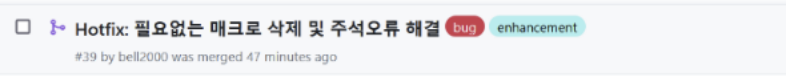 Hotfix: 필요없는 매크로 삭제 및 주석오류 해결 bug enhancement
#39 by bell2000 was merged 47 minutes ago